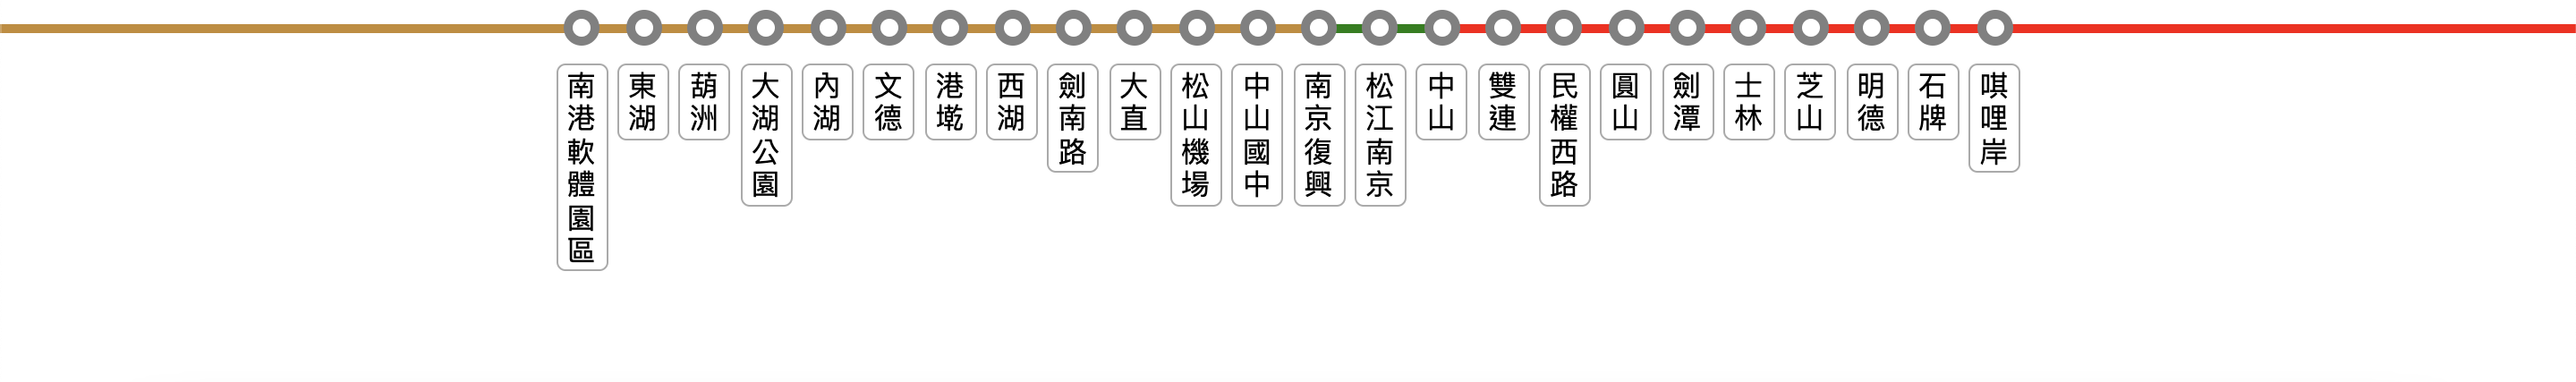 南港軟體園區
東湖
葫洲
大湖公園
內湖
文德
港墘
西湖
劍南路
大直
松山機場
中山國中
南京復興
松江南京
中山
雙連
民權西路
圓山
劍潭
士林
芝山
明德
石牌
唭哩岸